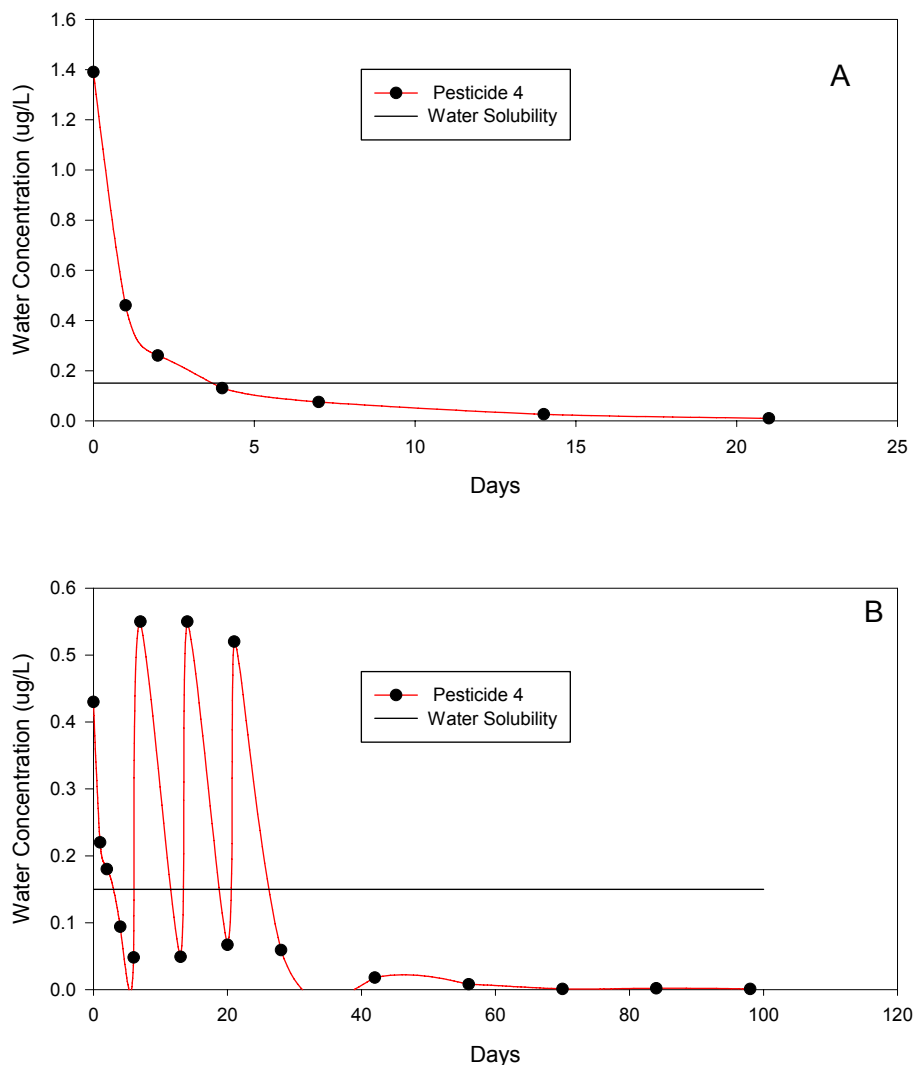 A
1.6
1.4
1.2
1.0
0.8
0.6
0.4
0.2
0.0
Water Concentration (ug/L)
Pesticide 4
Water Solubility
0 5 10 15 20 25
Days
B
0.6
0.5
0.4
0.3
0.2
0.1
0.0
Water Concentration (ug/L)
Pesticide 4
Water Solubility
0 20 40 60 80 100 120
Days